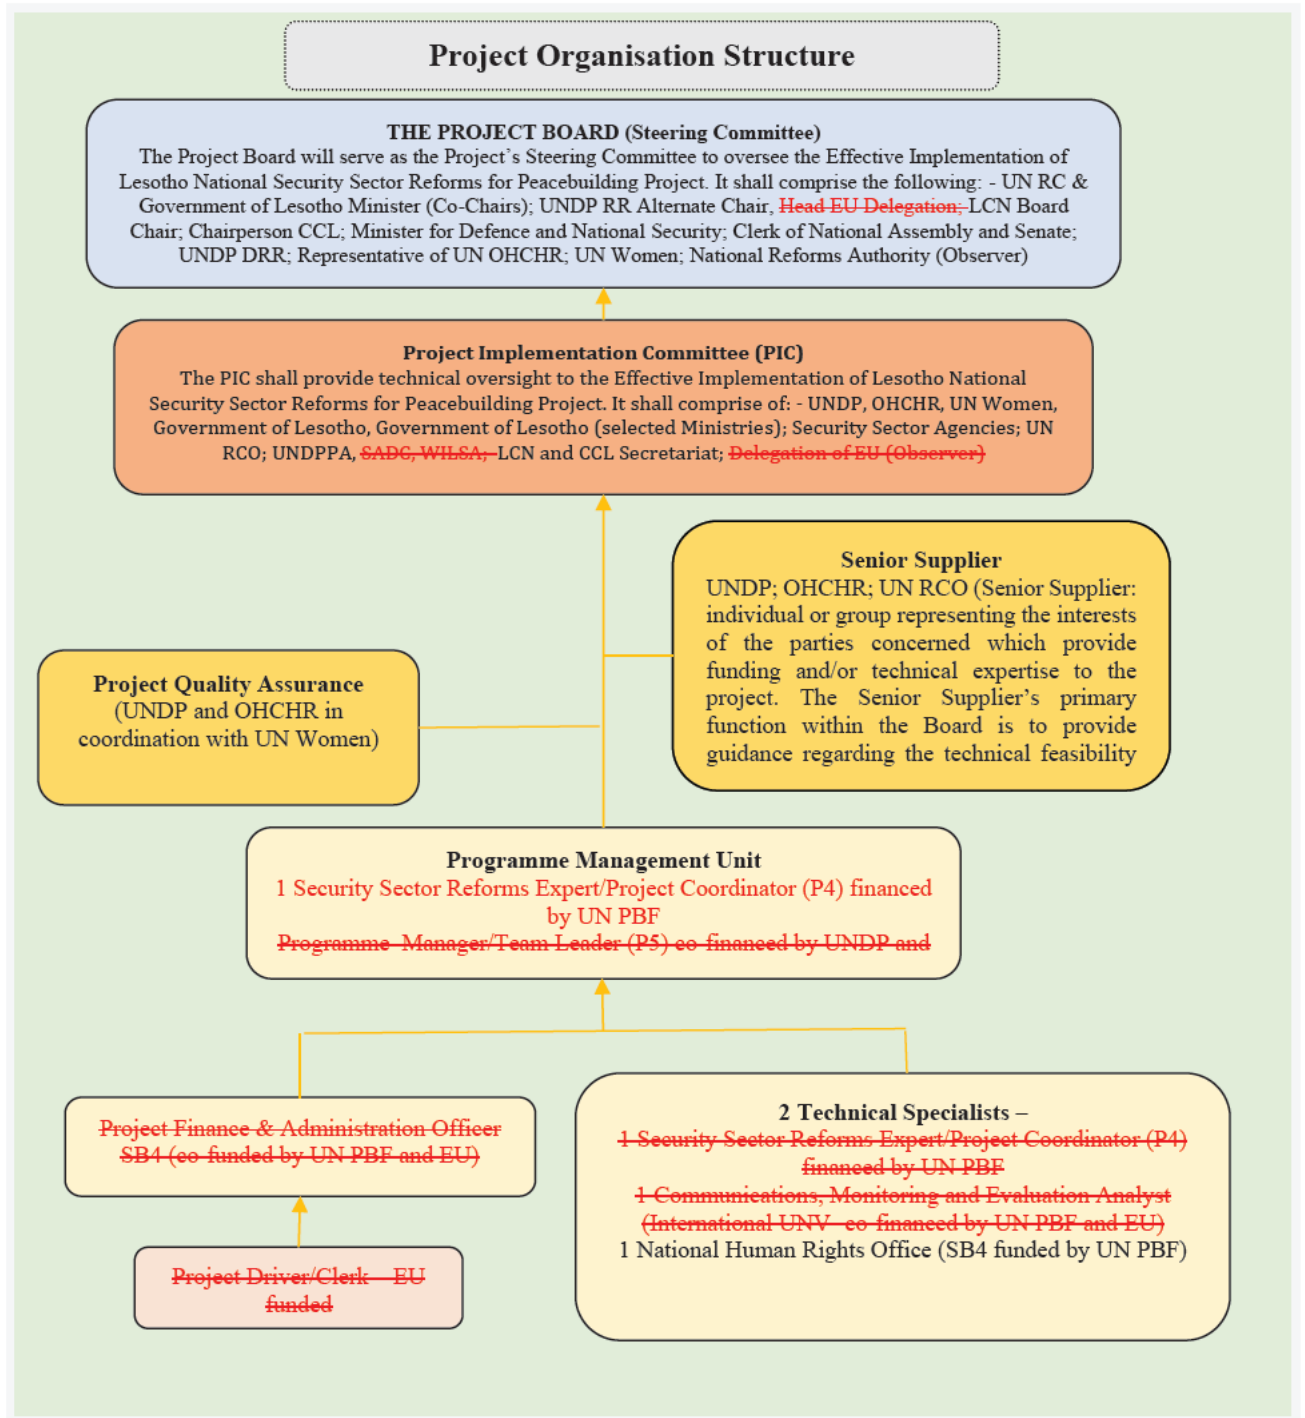 Project Organisation Structure
THE PROJECT BOARD (Steering Committee)
The Project Board will serve as the Project's Steering Committee to oversee the Effective Implementation of
Lesotho National Security Sector Reforms for Peacebuilding Project. It shall comprise the following: - UN RC &
Government of Lesotho Minister (Co-Chairs); UNDP RR Alternate Chair, Head EU Delegation; LCN Board
Chair; Chairperson CCL; Minister for Defence and National Security; Clerk of National Assembly and Senate;
UNDP DRR; Representative of UN OHCHR; UN Women; National Reforms Authority (Observer)
Project Implementation Committee (PIC)
The PIC shall provide technical oversight to the Effective Implementation of Lesotho National
Security Sector Reforms for Peacebuilding Project. It shall comprise of: - UNDP, OHCHR, UN Women,
Government of Lesotho, Government of Lesotho (selected Ministries); Security Sector Agencies; UN
RCO; UNDPPA, SADC, WILSA; LCN and CCL Secretariat; Delegation of EU (Observer)
Senior Supplier
UNDP; OHCHR; UN RCO (Senior Supplier:
individual or group representing the interests
of the parties concerned which provide
funding and/or technical expertise to the
project. The Senior Supplier's primary
function within the Board is to provide
guidance regarding the technical feasibility
Project Quality Assurance
(UNDP and OHCHR in
coordination with UN Women)
Programme Management Unit
1 Security Sector Reforms Expert/Project Coordinator (P4) financed
by UN PBF
Programme Manager/Team Leader (P5) co-financed by UNDP and
Project Finance & Administration Officer
SB4 (co-funded by UN PBF and EU)
Project Driver/Clerk – EU
funded
2 Technical Specialists –
1 Security Sector Reforms Expert/Project Coordinator (P4)
financed by UN PBF
1 Communications, Monitoring and Evaluation Analyst
(International UNV- co-financed by UN PBF and EU)
1 National Human Rights Office (SB4 funded by UN PBF)